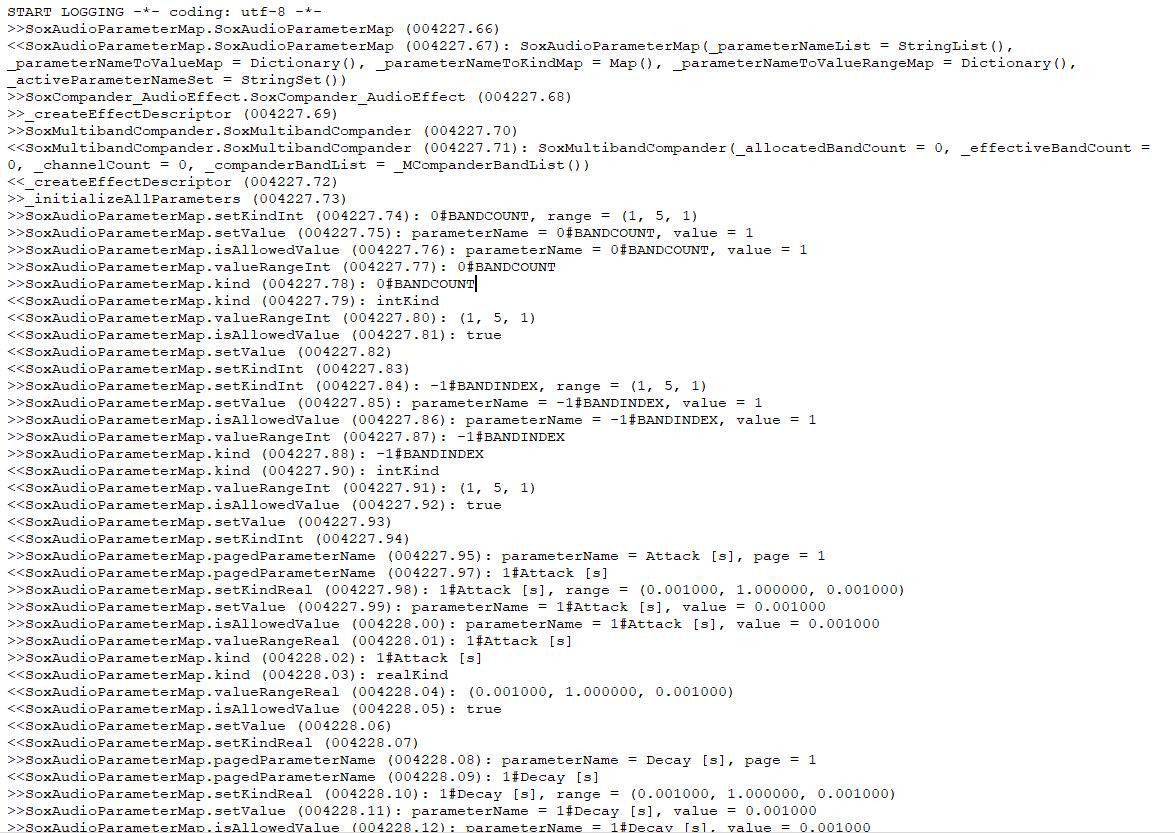 START LOGGING -*- coding: utf-8 -*-
>>SoxAudioParameterMap.SoxAudioParameterMap (004227.66)
<<SoxAudioParameterMap.SoxAudioParameterMap (004227.67): SoxAudioParameterMap(_parameterNameList = StringList(),
_parameterNameToValueMap = Dictionary(), _parameterNameToKindMap = Map(), _parameterNameToValueRangeMap = Dictionary(),
_activeParameterNameSet = StringSet())
>>SoxCompander_AudioEffect.SoxCompander_AudioEffect (004227.68)
>>_createEffectDescriptor (004227.69)
>>SoxMultibandCompander.SoxMultibandCompander (004227.70)
<<SoxMultibandCompander.SoxMultibandCompander (004227.71): SoxMultibandCompander(_allocatedBandCount = 0, _effectiveBandCount =
0, _channelCount = 0, _companderBandList = _MCompanderBandList())
<<_createEffectDescriptor (004227.72)
>>_initializeAllParameters (004227.73)
>>SoxAudioParameterMap.setKindInt (004227.74): 0#BANDCOUNT, range = (1, 5, 1)
>>SoxAudioParameterMap.setValue (004227.75): parameterName = 0#BANDCOUNT, value = 1
>>SoxAudioParameterMap.isAllowedValue (004227.76): parameterName = 0#BANDCOUNT, value = 1
>>SoxAudioParameterMap.valueRangeInt (004227.77): 0#BANDCOUNT
>>SoxAudioParameterMap.kind (004227.78): 0#BANDCOUNT
<<SoxAudioParameterMap.kind (004227.79): intKind
<<SoxAudioParameterMap.valueRangeInt (004227.80): (1, 5, 1)
<<SoxAudioParameterMap.isAllowedValue (004227.81): true
<<SoxAudioParameterMap.setValue (004227.82)
<<SoxAudioParameterMap.setKindInt (004227.83)
>>SoxAudioParameterMap.setKindInt (004227.84): -1#BANDINDEX, range = (1, 5, 1)
>>SoxAudioParameterMap.setValue (004227.85): parameterName = -1#BANDINDEX, value = 1
>>SoxAudioParameterMap.isAllowedValue (004227.86): parameterName = -1#BANDINDEX, value = 1
>>SoxAudioParameterMap.valueRangeInt (004227.87): -1#BANDINDEX
>>SoxAudioParameterMap.kind (004227.88): -1#BANDINDEX
<<SoxAudioParameterMap.kind (004227.90): intKind
<<SoxAudioParameterMap.valueRangeInt (004227.91): (1, 5, 1)
<<SoxAudioParameterMap.isAllowedValue (004227.92): true
<<SoxAudioParameterMap.setValue (004227.93)
<<SoxAudioParameterMap.setKindInt (004227.94)
>>SoxAudioParameterMap.pagedParameterName (004227.95): parameterName = Attack [s], page = 1
<<SoxAudioParameterMap.pagedParameterName (004227.97): 1#Attack [s]
>>SoxAudioParameterMap.setKindReal (004227.98): 1#Attack [s], range = (0.001000, 1.000000, 0.001000)
>>SoxAudioParameterMap.setValue (004227.99): parameterName = 1#Attack [s], value = 0.001000
>>SoxAudioParameterMap.isAllowedValue (004228.00): parameterName = 1#Attack [s], value = 0.001000
>>SoxAudioParameterMap.valueRangeReal (004228.01): 1#Attack [s]
>>SoxAudioParameterMap.kind (004228.02): 1#Attack [s]
<<SoxAudioParameterMap.kind (004228.03): realKind
<<SoxAudioParameterMap.valueRangeReal (004228.04): (0.001000, 1.000000, 0.001000)
<<SoxAudioParameterMap.isAllowedValue (004228.05): true
<<SoxAudioParameterMap.setValue (004228.06)
<<SoxAudioParameterMap.setKindReal (004228.07)
>>SoxAudioParameterMap.pagedParameterName (004228.08): parameterName = Decay [s], page = 1
<<SoxAudioParameterMap.pagedParameterName (004228.09): 1#Decay [s]
>>SoxAudioParameterMap.setKindReal (004228.10): 1#Decay [s], range = (0.001000, 1.000000, 0.001000)
>>SoxAudioParameterMap.setValue (004228.11): parameterName = 1#Decay [s], value = 0.001000
>>SoxAudioParameterMap.isAllowedValue (004228.12): parameterName = 1#Decay [s], value = 0.001000